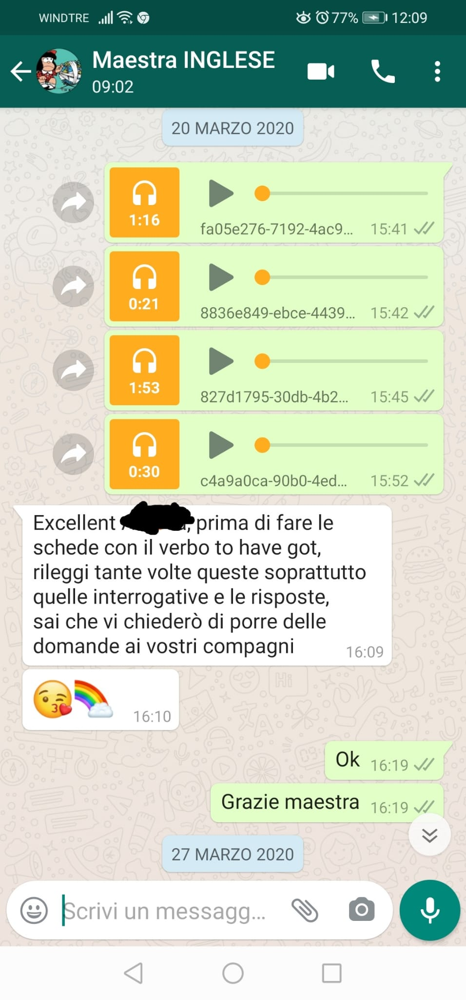 WINDTRE 77% 12:09
Maestra INGLESE
09:02
20 MARZO 2020
1:16
fa05e276-7192-4ac9... 15:41
0:21
8836e849-ebce-4439... 15:42
1:53
827d1795-30db-4b2... 15:45
0:30
c4a9a0ca-90b0-4ed... 15:52
Excellent , prima di fare le
schede con il verbo to have got,
rileggi tante volte queste soprattutto
quelle interrogative e le risposte,
sai che vi chiederò di porre delle
domande ai vostri compagni 16:09
16:10
Ok 16:19
Grazie maestra 16:19
27 MARZO 2020
Scrivi un messagg...